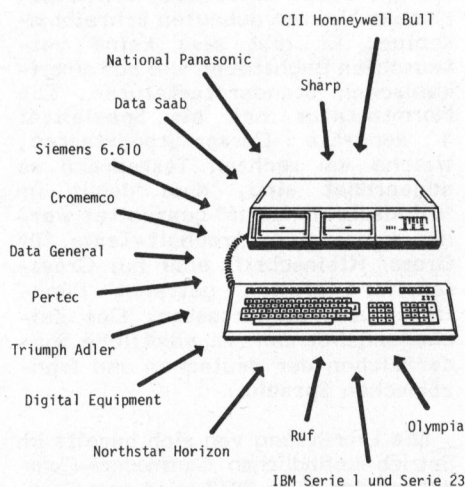 CII Honneywell Bull
National Panasonic
Sharp
Data Saab
Siemens 6.610
Cromemco
Data General
Pertec
Triumph Adler
Digital Equipment
Northstar Horizon
Ruf
Olympia
IBM Serie 1 und Serie 23